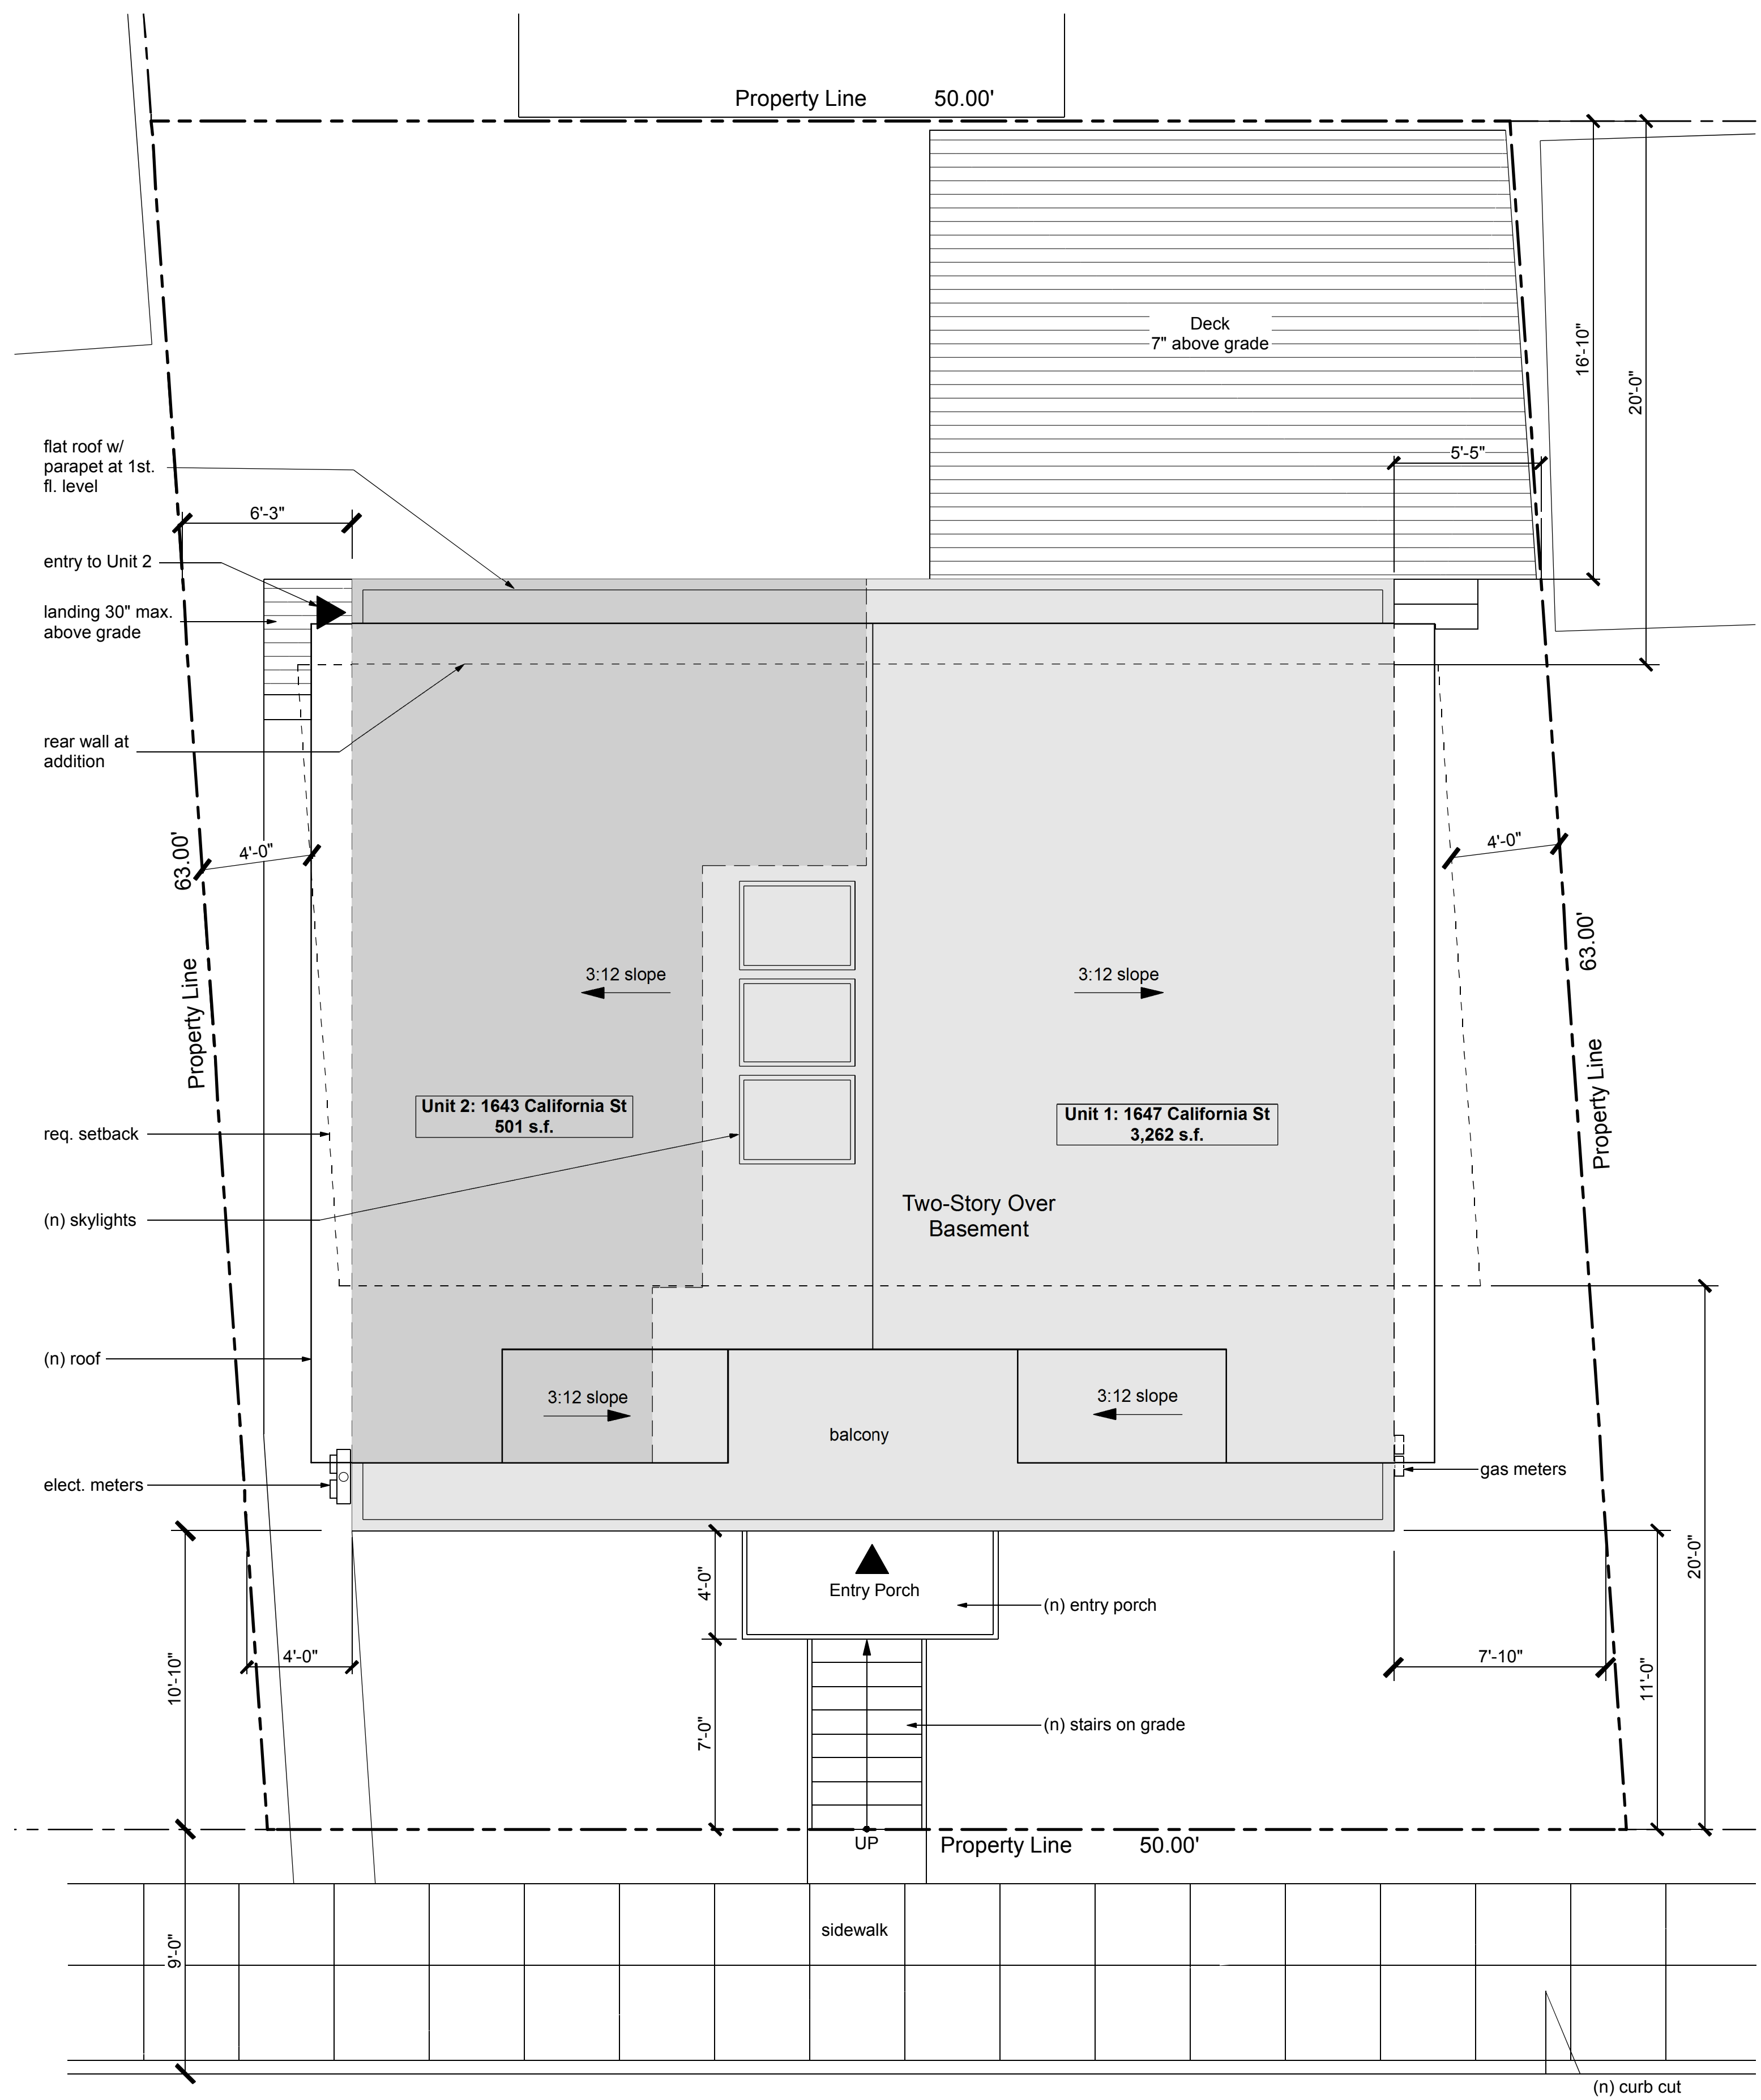 Property Line 50.00'
Deck
7" above grade
16'-10"
20'-0"
flat roof w/
parapet at 1st.
fl. level
5'-5"
6'-3"
entry to Unit 2
landing 30" max.
above grade
rear wall at
addition
63.00'
4'-0"
4'-0"
63.00'
Property Line
3:12 slope
3:12 slope
Property Line
Unit 2: 1643 California St
501 s.f.
Unit 1: 1647 California St
3,262 s.f.
req. setback
(n) skylights
Two-Story Over
Basement
(n) roof
3:12 slope
3:12 slope
balcony
elect. meters
gas meters
4'-0"
Entry Porch
(n) entry porch
20'-0"
10'-10"
4'-0"
7'-10"
11'-0"
7'-0"
(n) stairs on grade
UP
Property Line 50.00'
sidewalk
9'-0"
(n) curb cut